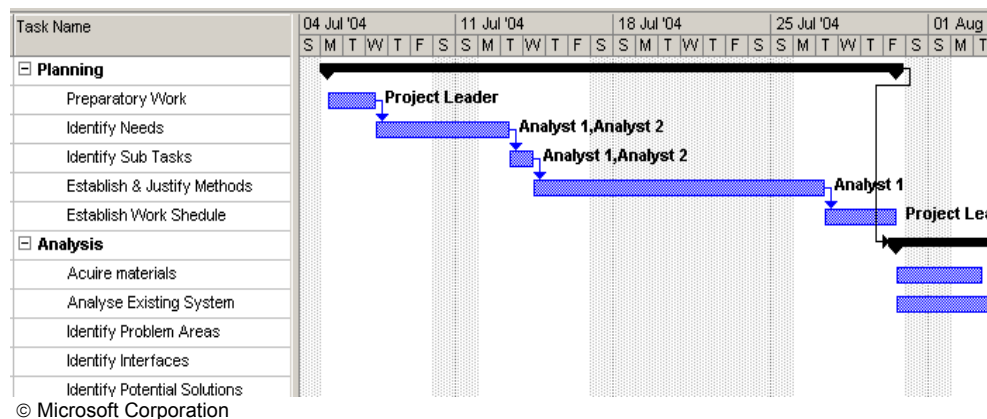 Task Name 04 Jul '04 11 Jul '04 18 Jul '04 25 Jul '04 01 Aug
S M T W T F S S M T W T F S S M T W T F S S M T W T F S S M T
Planning
Preparatory Work Project Leader
Identify Needs Analyst 1,Analyst 2
Identify Sub Tasks Analyst 1,Analyst 2
Establish & Justify Methods Analyst 1
Establish Work Shedule Project Lea
Analysis
Acuire materials
Analyse Existing System
Identify Problem Areas
Identify Interfaces
Identify Potential Solutions
© Microsoft Corporation